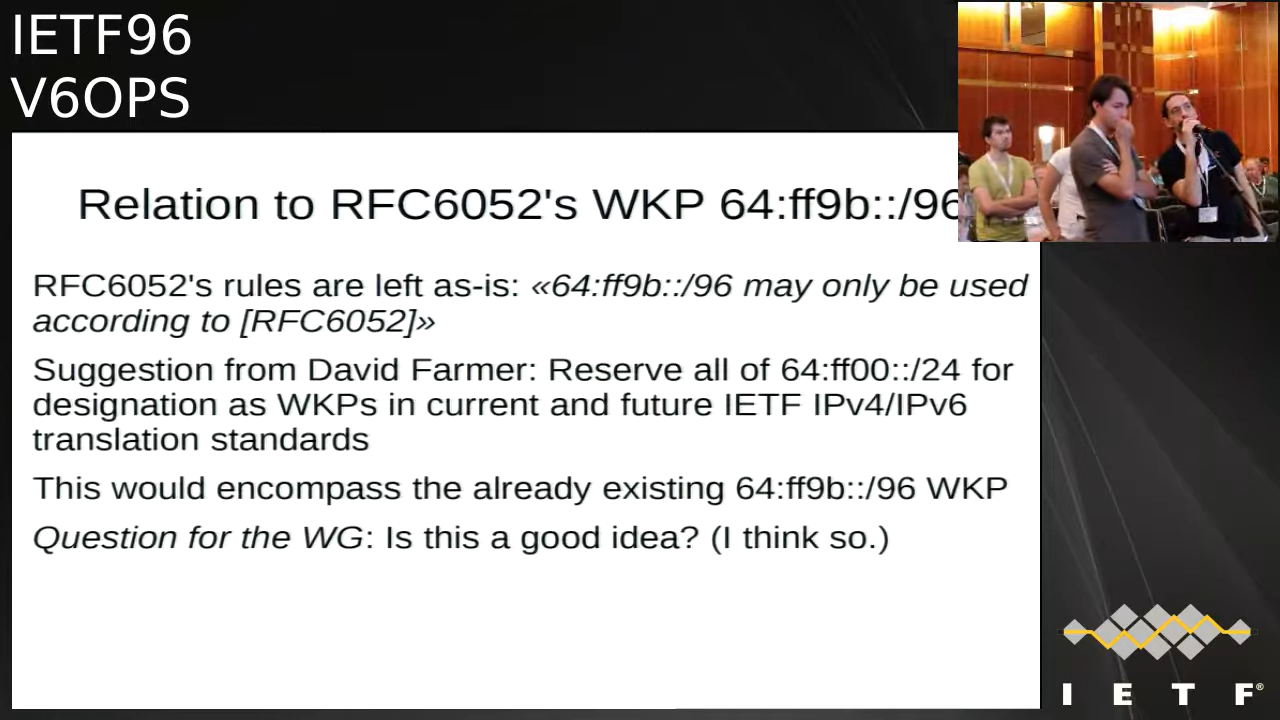 IETF96
V6OPS
Relation to RFC6052's WKP 64:ff9b::/96
RFC6052's rules are left as-is: «64:ff9b::/96 may only be used
according to [RFC6052]»
Suggestion from David Farmer: Reserve all of 64:ff00::/24 for
designation as WKPs in current and future IETF IPv4/IPv6
translation standards
This would encompass the already existing 64:ff9b::/96 WKP
Question for the WG: Is this a good idea? (I think so.)
I E T F®